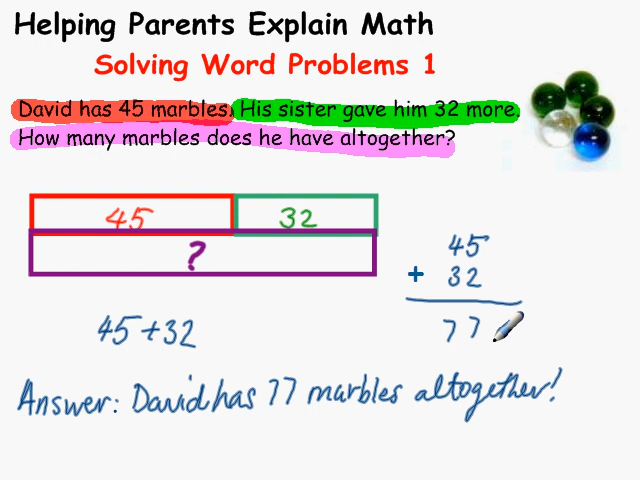 Helping Parents Explain Math
Solving Word Problems 1
David has 45 marbles. His sister gave him 32 more.
How many marbles does he have altogether?
45 32
?
45
+ 32
77
45+32
Answer: David has 77 marbles altogether!